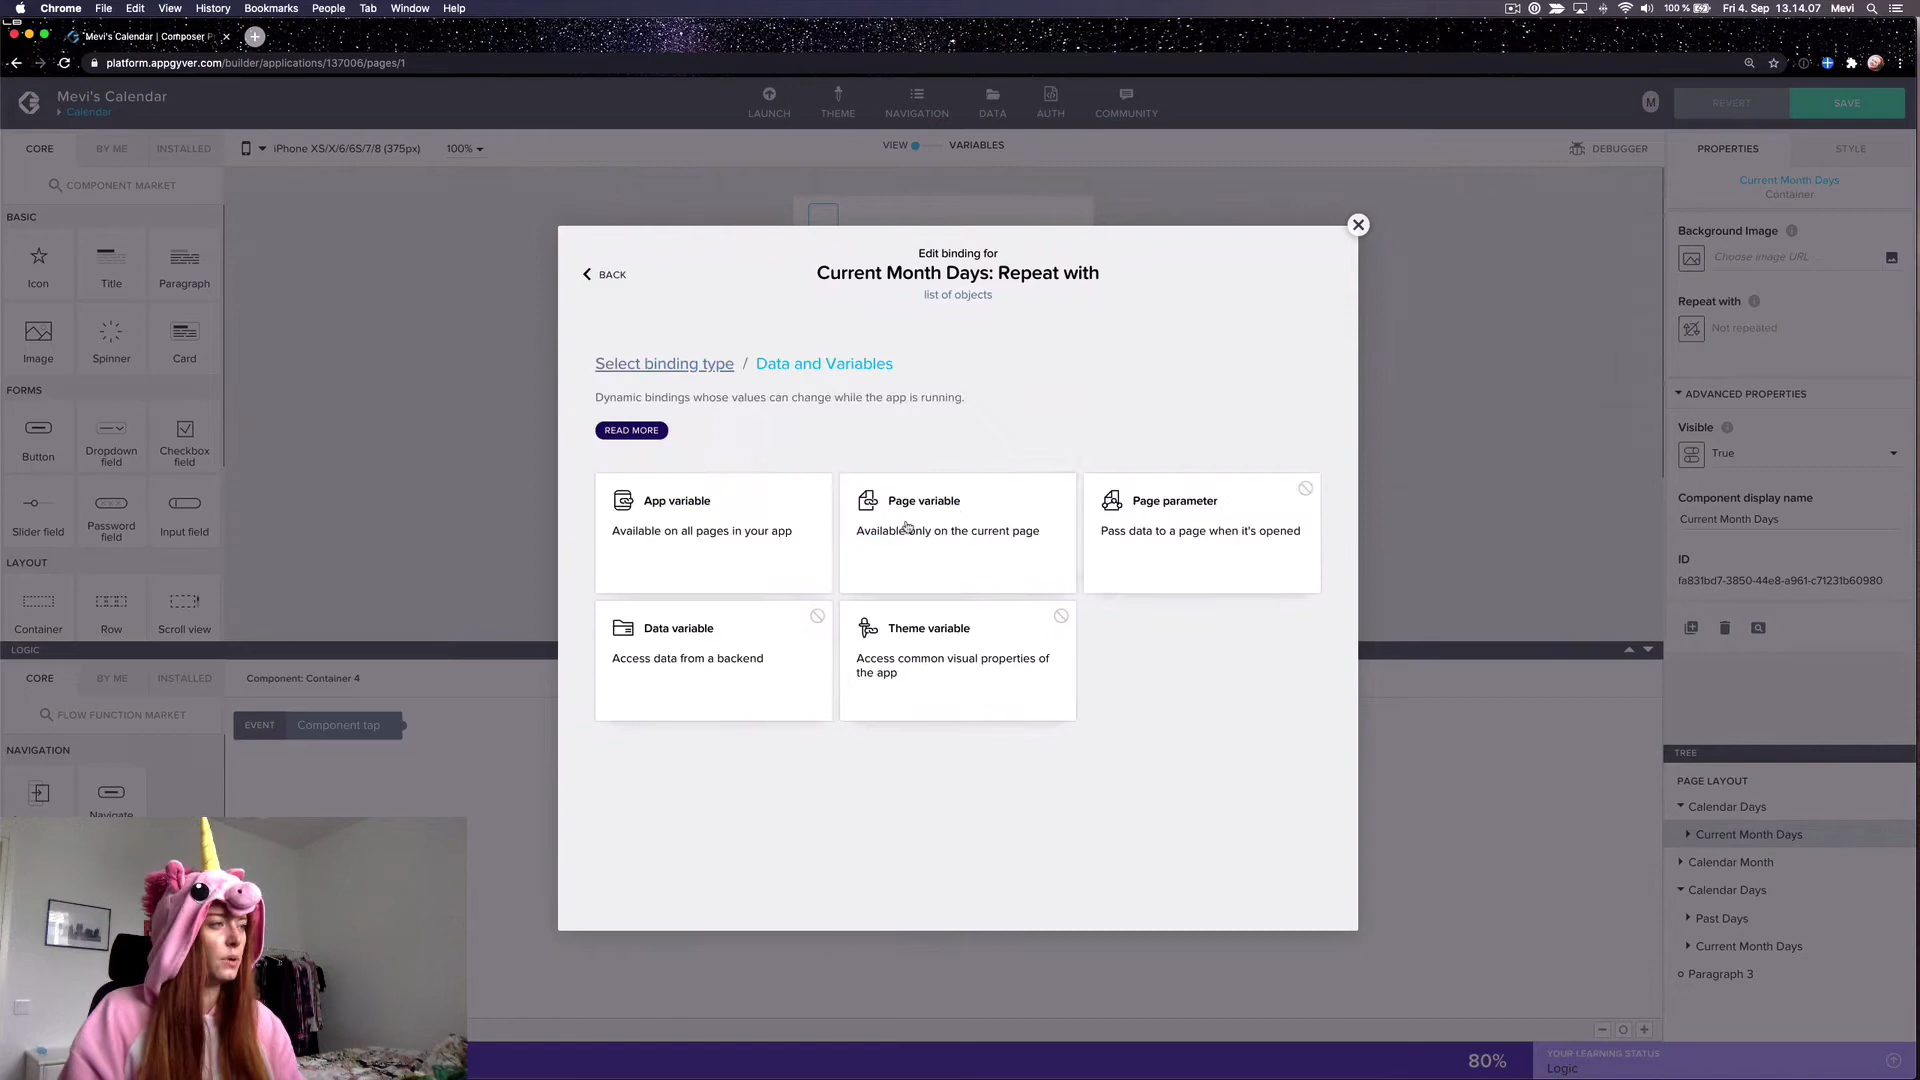 Chrome File Edit View History Bookmarks People Tab Window Help
100 % Fri 4. Sep 13.14.07 Mevi
Mevi's Calendar | Composer P
platform.appgyver.com/builder/applications/137006/pages/1
Mevi's Calendar
Calendar
LAUNCH THEME NAVIGATION DATA AUTH COMMUNITY
M REVERT SAVE
CORE BY ME INSTALLED
iPhone XS/X/6/6S/7/8 (375px) 100%
VIEW VARIABLES
DEBUGGER
PROPERTIES STYLE
COMPONENT MARKET
BASIC
Icon Title Paragraph
Image Spinner Card
FORMS
Button Dropdown field Checkbox field
Slider field Password field Input field
LAYOUT
Container Row Scroll view
Edit binding for
BACK
Current Month Days: Repeat with
list of objects
Select binding type / Data and Variables
Dynamic bindings whose values can change while the app is running.
READ MORE
App variable
Available on all pages in your app
Page variable
Available only on the current page
Page parameter
Pass data to a page when it's opened
Data variable
Access data from a backend
Theme variable
Access common visual properties of
the app
Current Month Days
Container
Background Image
Choose image URL...
Repeat with
Not repeated
ADVANCED PROPERTIES
Visible
True
Component display name
Current Month Days
ID
fa831bd7-3850-44e8-a961-c71231b60980
LOGIC
CORE BY ME INSTALLED
Component: Container 4
FLOW FUNCTION MARKET
EVENT Component tap
NAVIGATION
Navigate
TREE
PAGE LAYOUT
Calendar Days
Current Month Days
Calendar Month
Calendar Days
Past Days
Current Month Days
Paragraph 3
80%
YOUR LEARNING STATUS
Logic